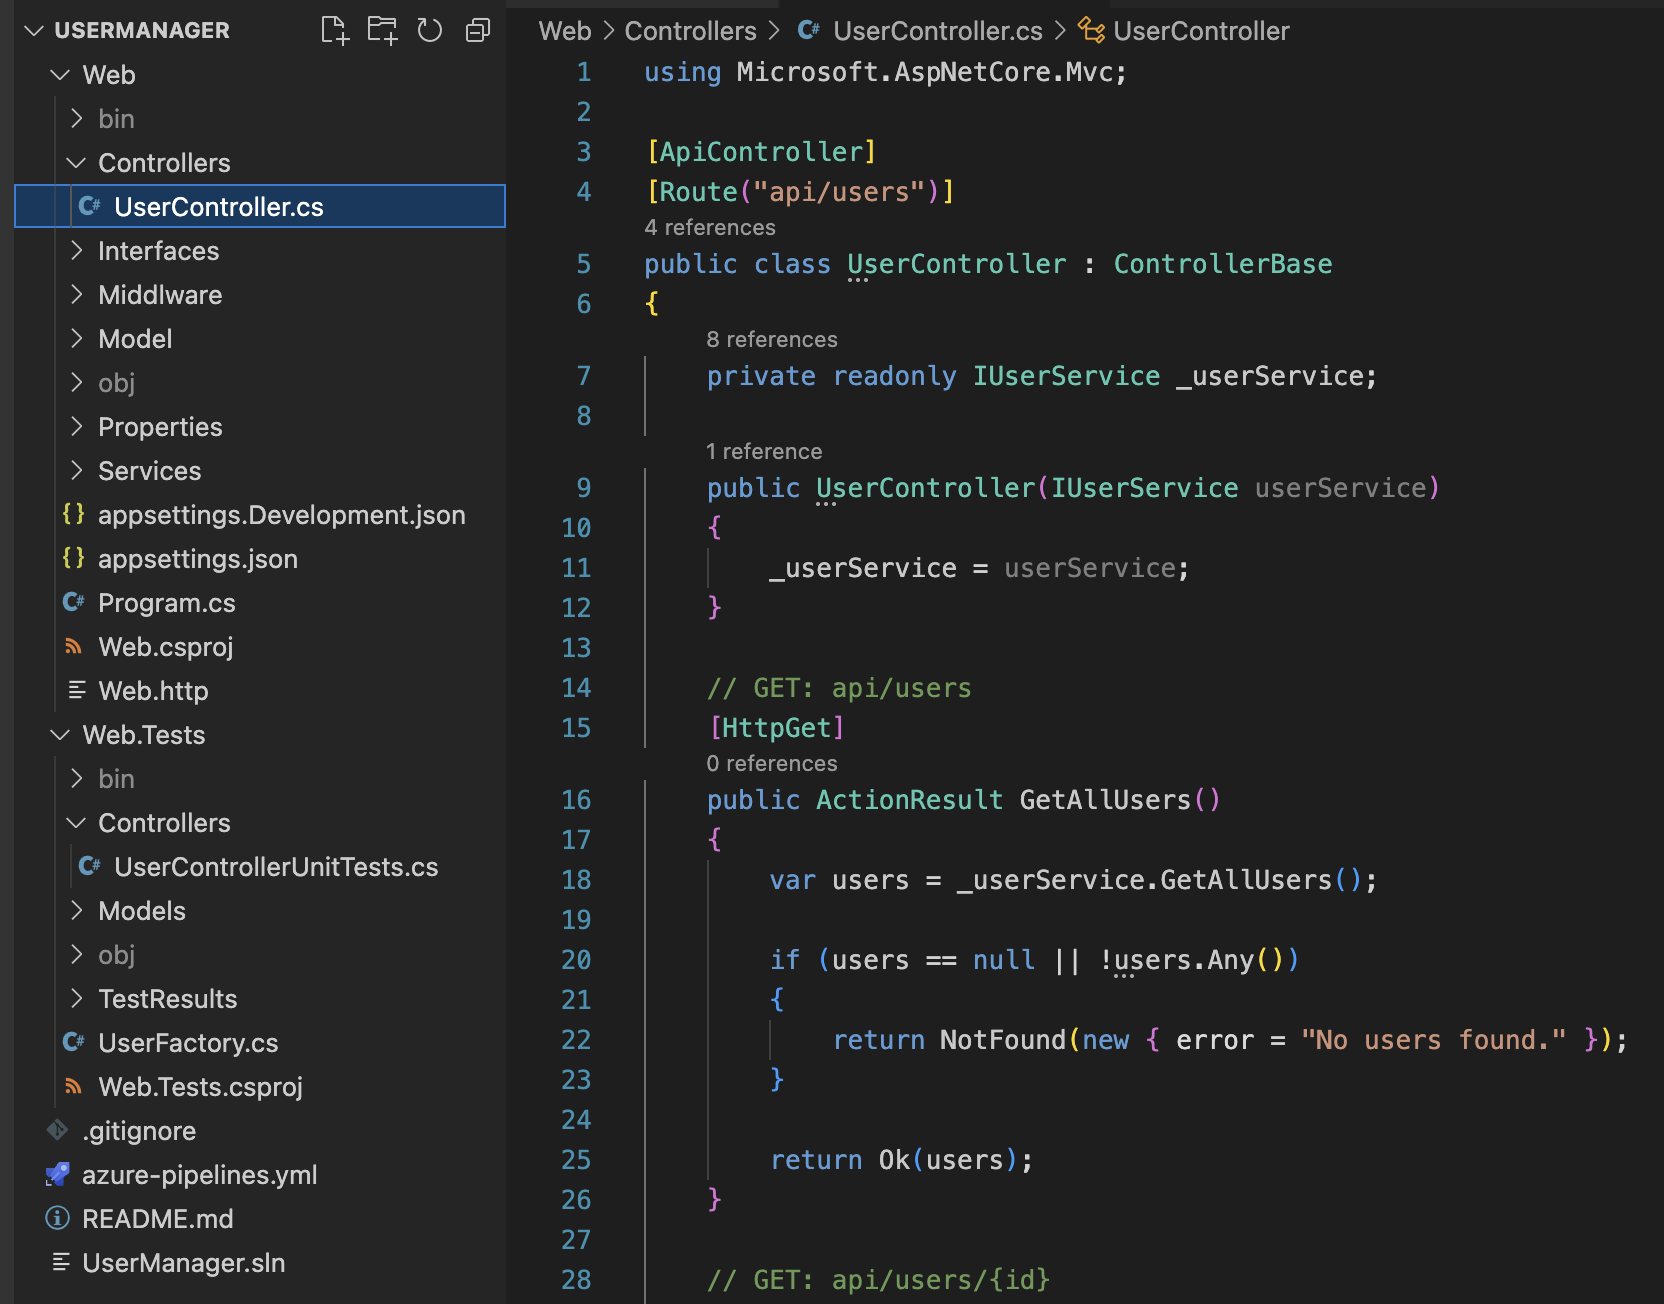 USERMANAGER
Web
bin
Controllers
C# UserController.cs
Interfaces
Middlware
Model
obj
Properties
Services
{} appsettings.Development.json
{} appsettings.json
C# Program.cs
Web.csproj
Web.http
Web.Tests
bin
Controllers
C# UserControllerUnitTests.cs
Models
obj
TestResults
C# UserFactory.cs
Web.Tests.csproj
.gitignore
azure-pipelines.yml
README.md
UserManager.sln
Web > Controllers > C# UserController.cs > UserController
1 using Microsoft.AspNetCore.Mvc;
2
3 [ApiController]
4 [Route("api/users")]
4 references
5 public class UserController : ControllerBase
6 {
8 references
7 private readonly IUserService _userService;
8
1 reference
9 public UserController(IUserService userService)
10 {
11 _userService = userService;
12 }
13
14 // GET: api/users
15 [HttpGet]
0 references
16 public ActionResult GetAllUsers()
17 {
18 var users = _userService.GetAllUsers();
19
20 if (users == null || !users.Any())
21 {
22 return NotFound(new { error = "No users found." });
23 }
24
25 return Ok(users);
26 }
27
28 // GET: api/users/{id}